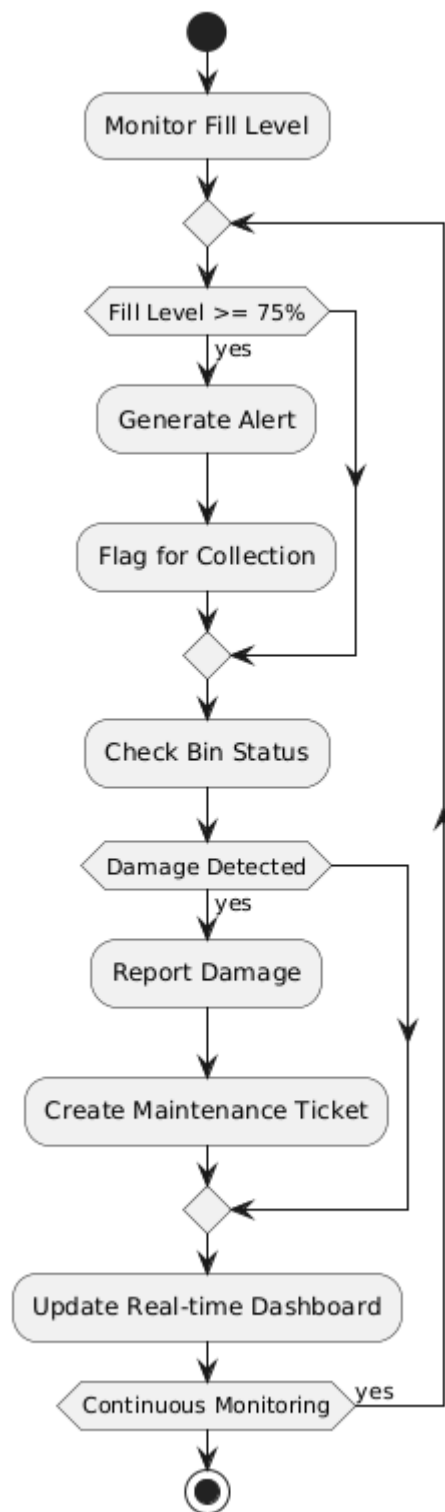 Monitor Fill Level
Fill Level >= 75%
yes
Generate Alert
Flag for Collection
Check Bin Status
Damage Detected
yes
Report Damage
Create Maintenance Ticket
Update Real-time Dashboard
Continuous Monitoring
yes